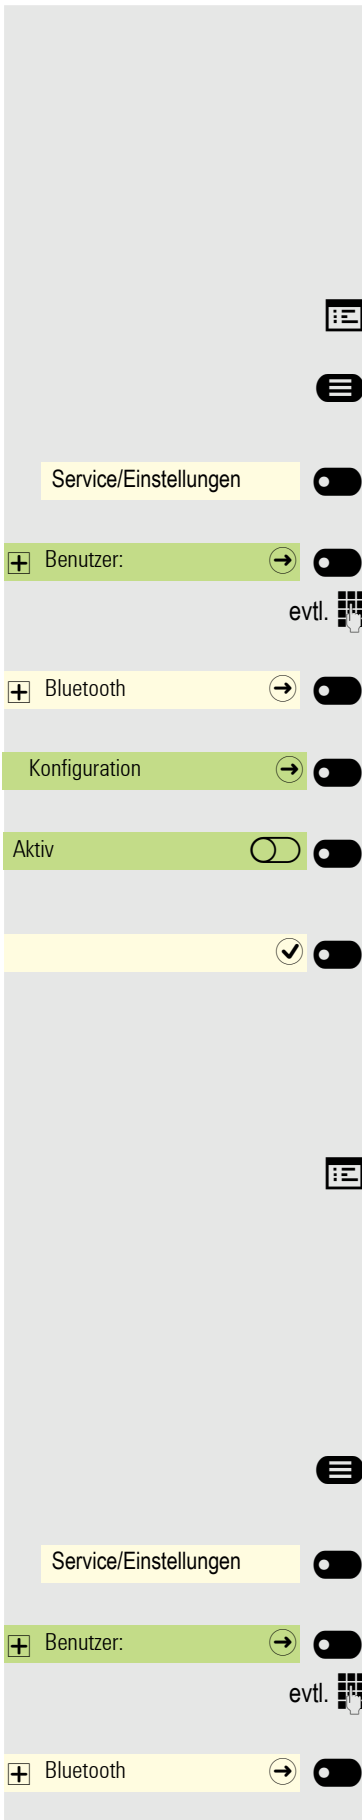 Service/Einstellungen
Benutzer:
evtl.
Bluetooth
Konfiguration
Aktiv
Service/Einstellungen
Benutzer:
evtl.
Bluetooth